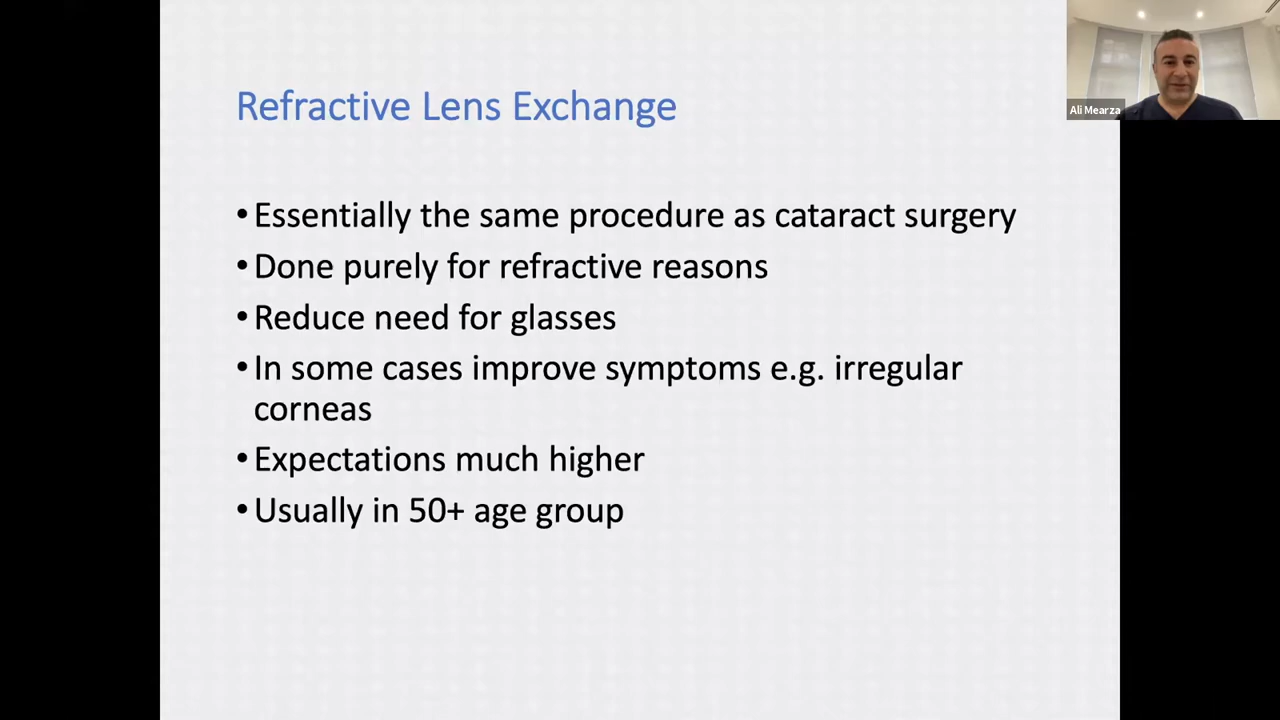 Refractive Lens Exchange
Ali Mearza
• Essentially the same procedure as cataract surgery
• Done purely for refractive reasons
• Reduce need for glasses
• In some cases improve symptoms e.g. irregular
corneas
• Expectations much higher
• Usually in 50+ age group